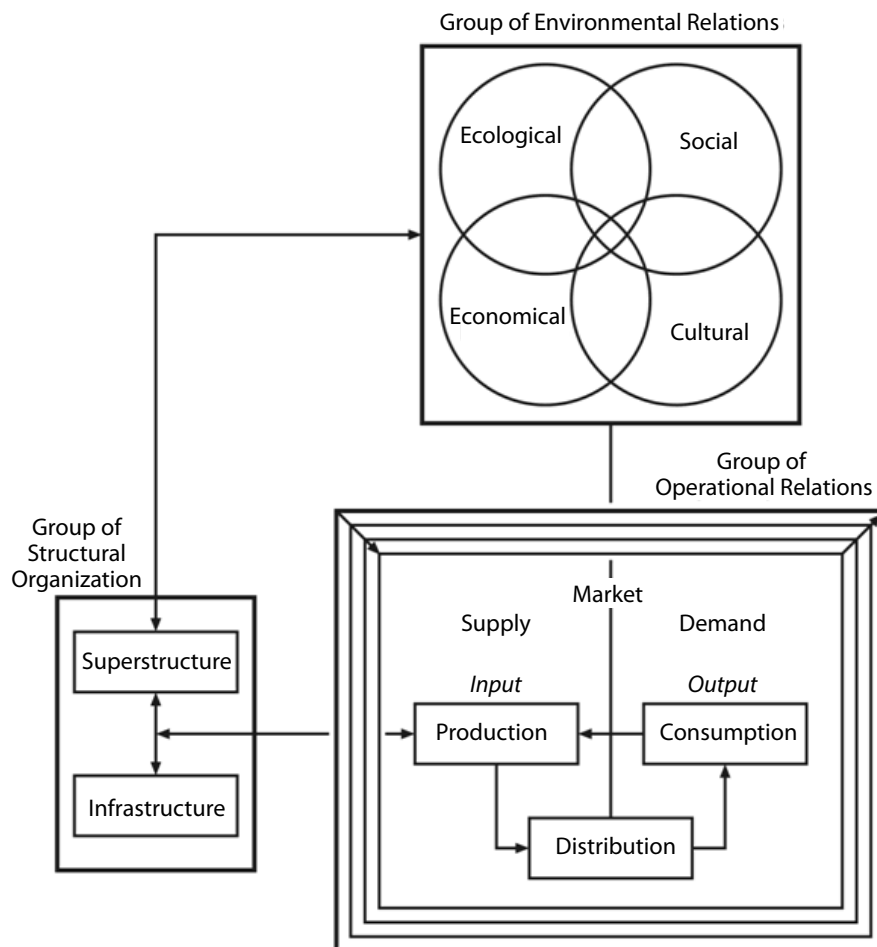 Group of Environmental Relations
Ecological
Social
Economical
Cultural
Group of
Operational Relations
Group of
Structural
Organization
Superstructure
Infrastructure
Market
Supply
Demand
Input
Output
Production
Consumption
Distribution